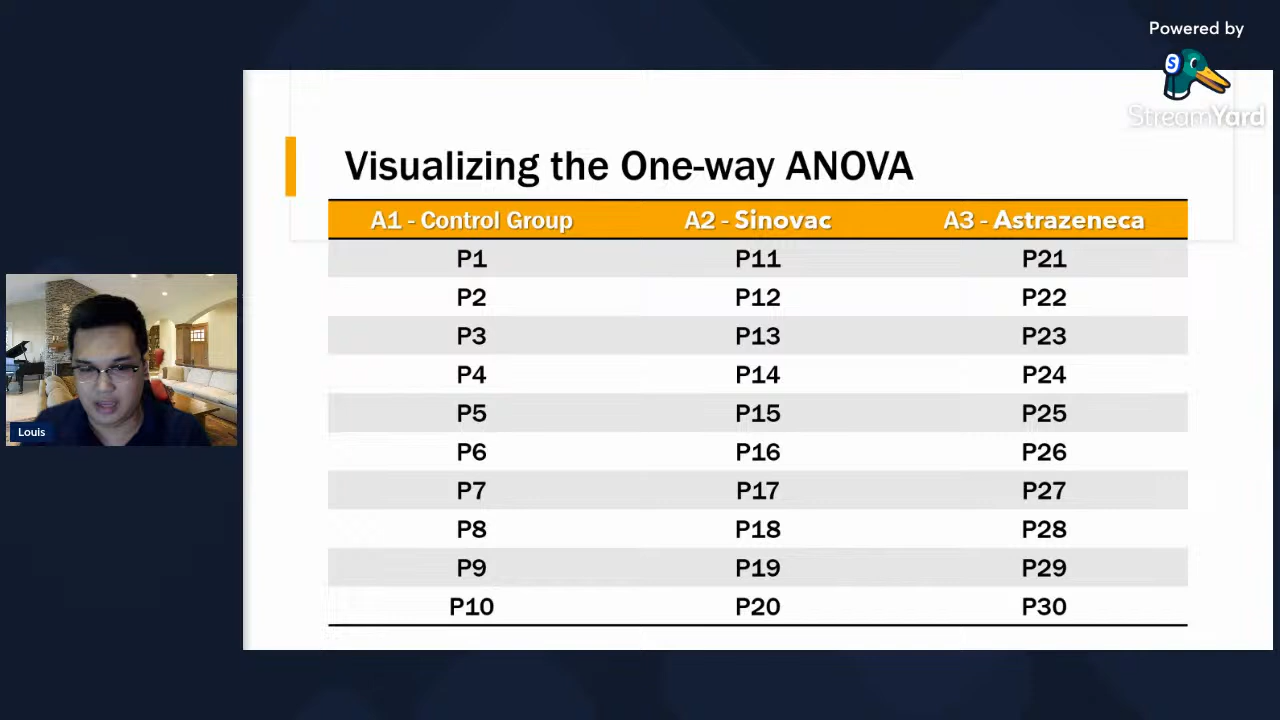 Powered by
S
StreamYard
Visualizing the One-way ANOVA
A1 - Control Group A2 - Sinovac A3 - Astrazeneca
P1 P11 P21
P2 P12 P22
P3 P13 P23
P4 P14 P24
P5 P15 P25
P6 P16 P26
P7 P17 P27
P8 P18 P28
P9 P19 P29
P10 P20 P30
Louis